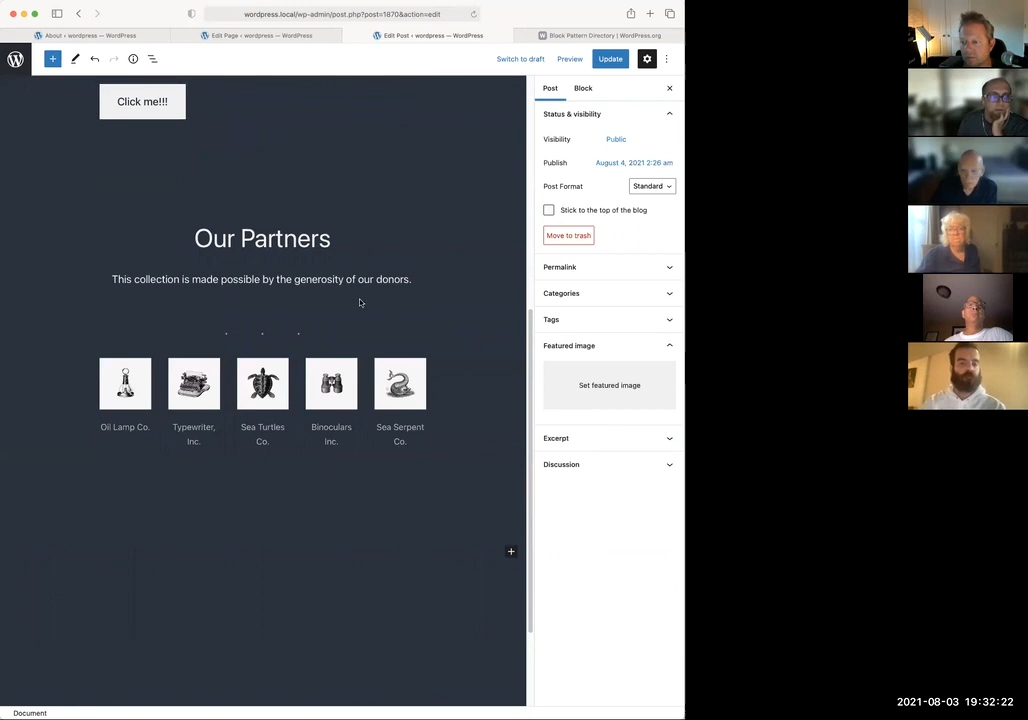 wordpress.local/wp-admin/post.php?post=1870&action=edit
About ‹ wordpress — WordPress
Edit Page ‹ wordpress — WordPress
Edit Post ‹ wordpress — WordPress
Block Pattern Directory | WordPress.org
Switch to draft
Preview
Update
Click me!!!
Our Partners
This collection is made possible by the generosity of our donors.
Oil Lamp Co.
Typewriter,
Inc.
Sea Turtles
Co.
Binoculars
Inc.
Sea Serpent
Co.
Document
Post
Block
Status & visibility
Visibility
Public
Publish
August 4, 2021 2:26 am
Post Format
Standard
Stick to the top of the blog
Move to trash
Permalink
Categories
Tags
Featured image
Set featured image
Excerpt
Discussion
2021-08-03 19:32:22